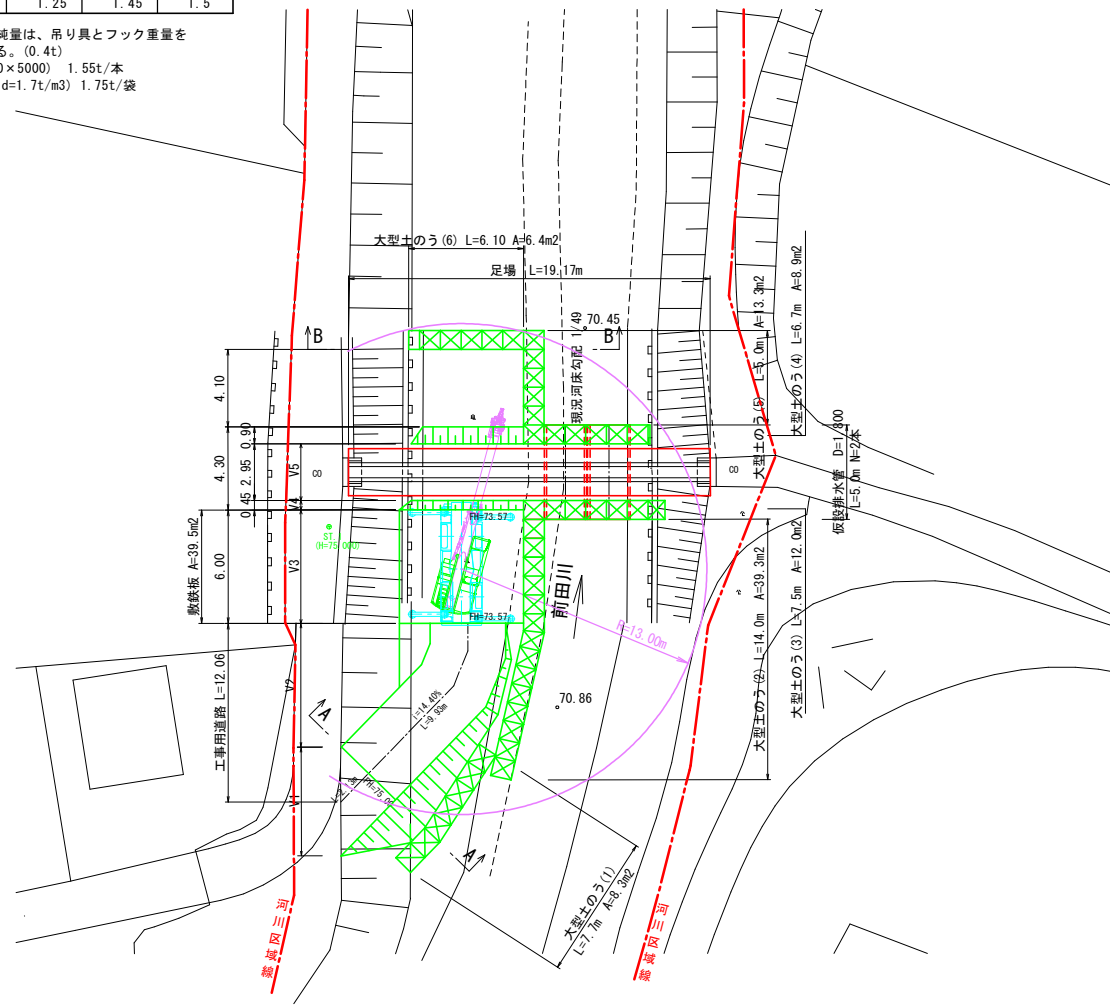 1.25 1.45 1.5
純量は、吊り具とフック重量を
る。(0.4t)
0×5000) 1.55t/本
d=1.7t/m3) 1.75t/袋
大型土のう(6) L=6.10 A=6.4m2
足場 L=19.17m
B
B
70.45
現況河床勾配 1/49
大型土のう(5) L=5.0m A=13.3m2
大型土のう(4) L=6.7m A=8.9m2
仮設排水管 D=1,800
L=5.0m N=2本
4.10
4.30
0.90
2.95
0.45
6.00
敷鉄板 A=39.5m2
工事用道路 L=12.06
V5
V4
V3
V2
V1
CO
CO
ST.
(H=75.000)
FH=73.57
FH=73.57
前田川
R=13.00m
70.86
i=14.40%
L=9.93m
A
A
大型土のう(2) L=14.0m A=39.3m2
大型土のう(3) L=7.5m A=12.0m2
大型土のう(1)
L=7.7m A=8.3m2
河川区域線
河川区域線